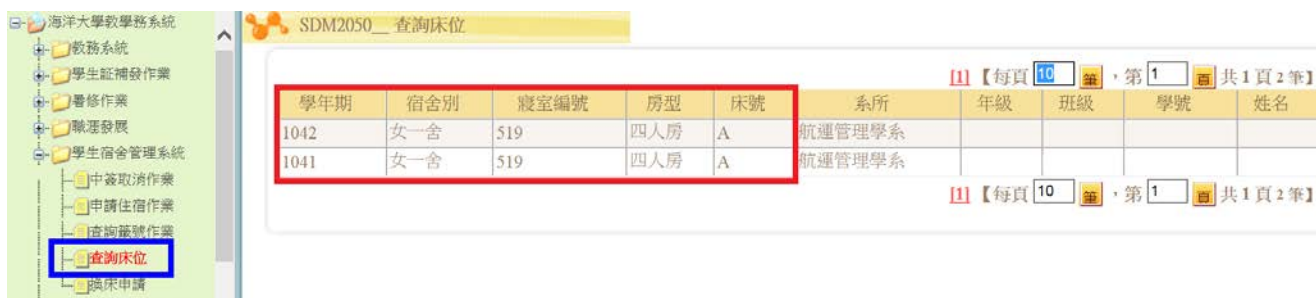 海洋大學教學務系統
教務系統
學生証補發作業
暑修作業
職涯發展
學生宿舍管理系統
中簽取消作業
申請住宿作業
查詢籤號作業
查詢床位
換床申請
SDM2050__ 查詢床位
[1] 【每頁 10 筆 , 第 1 頁 共 1 頁 2 筆】
學年期 宿舍別 寢室編號 房型 床號 系所 年級 班級 學號 姓名
1042 女一舍 519 四人房 A 航運管理學系
1041 女一舍 519 四人房 A 航運管理學系
[1] 【每頁 10 筆 , 第 1 頁 共 1 頁 2 筆】